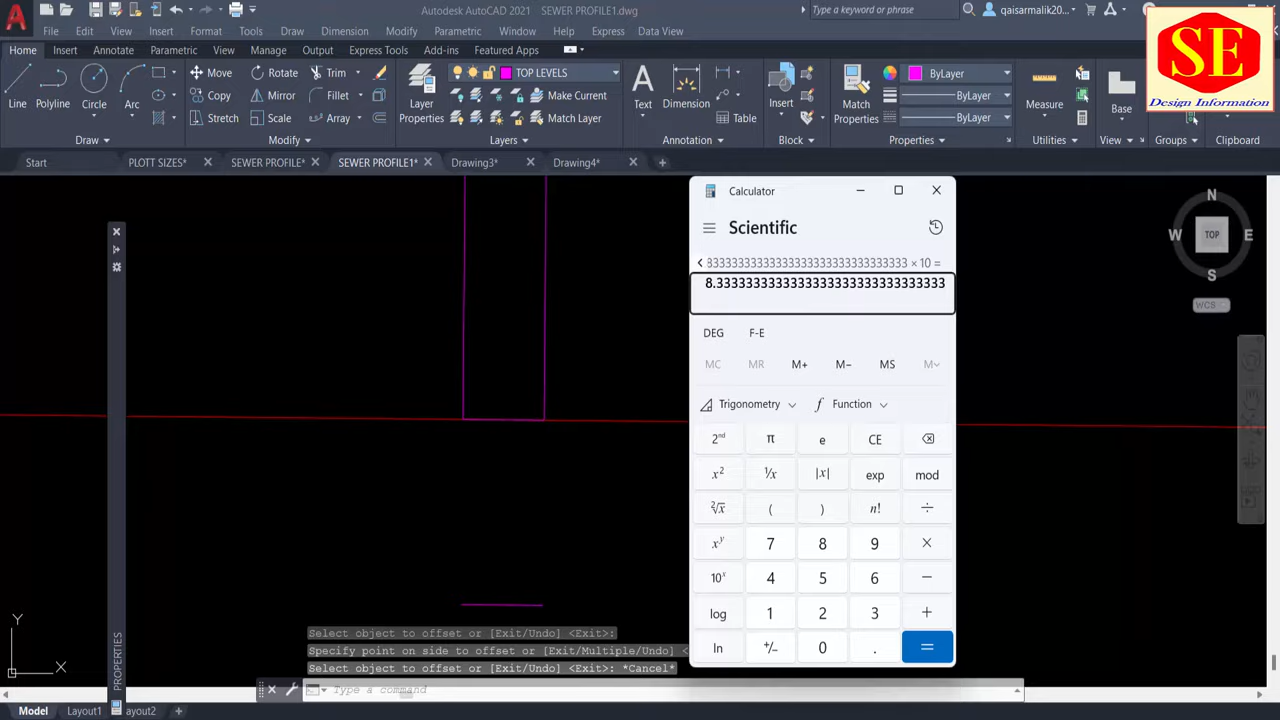 Autodesk AutoCAD 2021 SEWER PROFILE1.dwg
Type a keyword or phrase
qaisarmalik20...
SE
Design Information
Edit View Insert Format Tools Draw Dimension Modify Parametric Window Express Data View
Home Insert Annotate Parametric View Manage Output Express Tools Add-ins Featured Apps
Line Polyline Circle Arc
Move Rotate Trim
Copy Mirror Fillet
Stretch Scale Array
Layer Properties
TOP LEVELS
Make Current
Match Layer
Text Dimension Table
Insert
Match Properties
ByLayer
ByLayer
ByLayer
Measure
Base
Draw Modify Layers Annotation Block Properties Groups Utilities View Clipboard
Start PLOTT SIZES* SEWER PROFILE* SEWER PROFILE1* Drawing3* Drawing4*
Calculator
Scientific
× 10 =
DEG F-E
MC MR M+ M− MS M
Trigonometry Function
2nd π e CE
x2 1/x |x| exp mod
2√x ( ) n! ÷
xy 7 8 9 ×
10x 4 5 6 −
log 1 2 3 +
ln +/− 0 . =
N
W TOP E
S
WCS
PROPERTIES
Y
X
Select object to offset or [Exit/Undo] <Exit>:
Specify point on side to offset or [Exit/Multiple/Undo] <
Select object to offset or [Exit/Undo] <Exit>: *Cancel*
Type a command
Model Layout1 ayout2